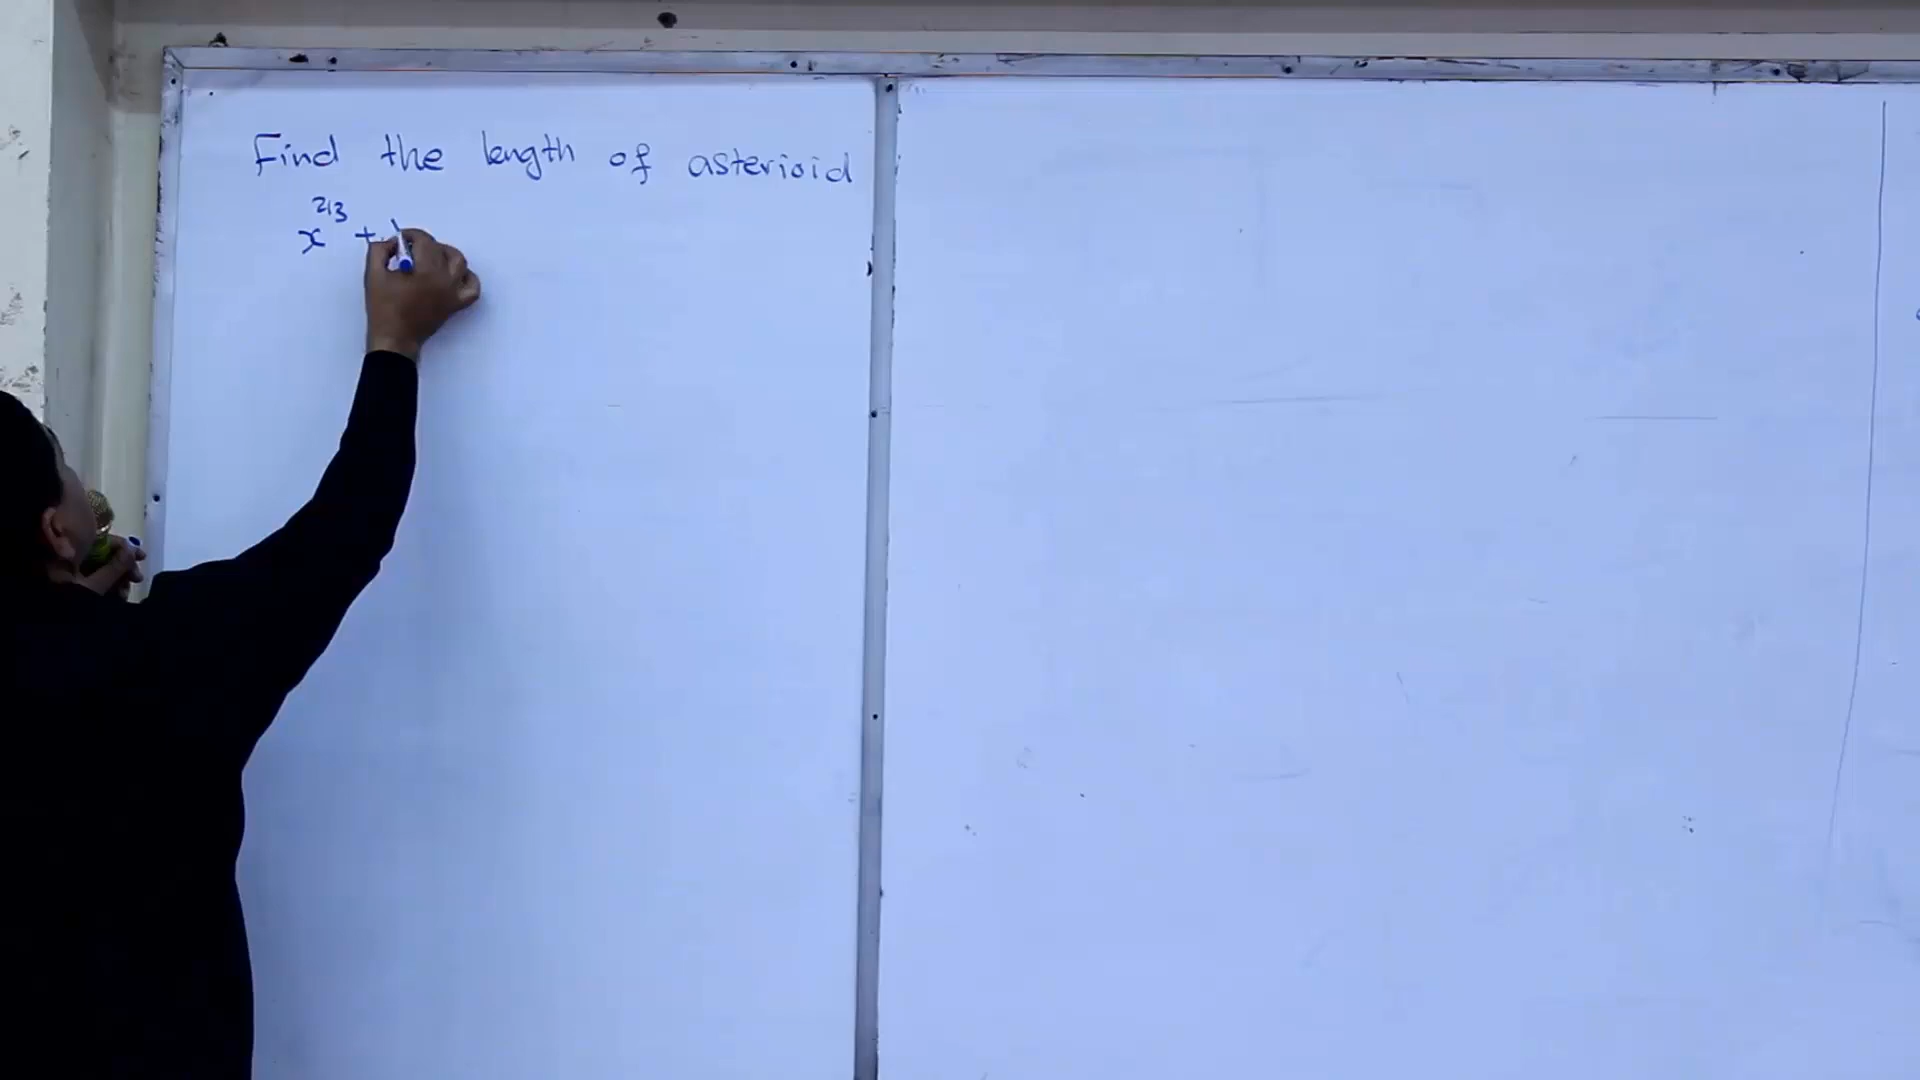 Find the length of asterioid
x^2/3 +